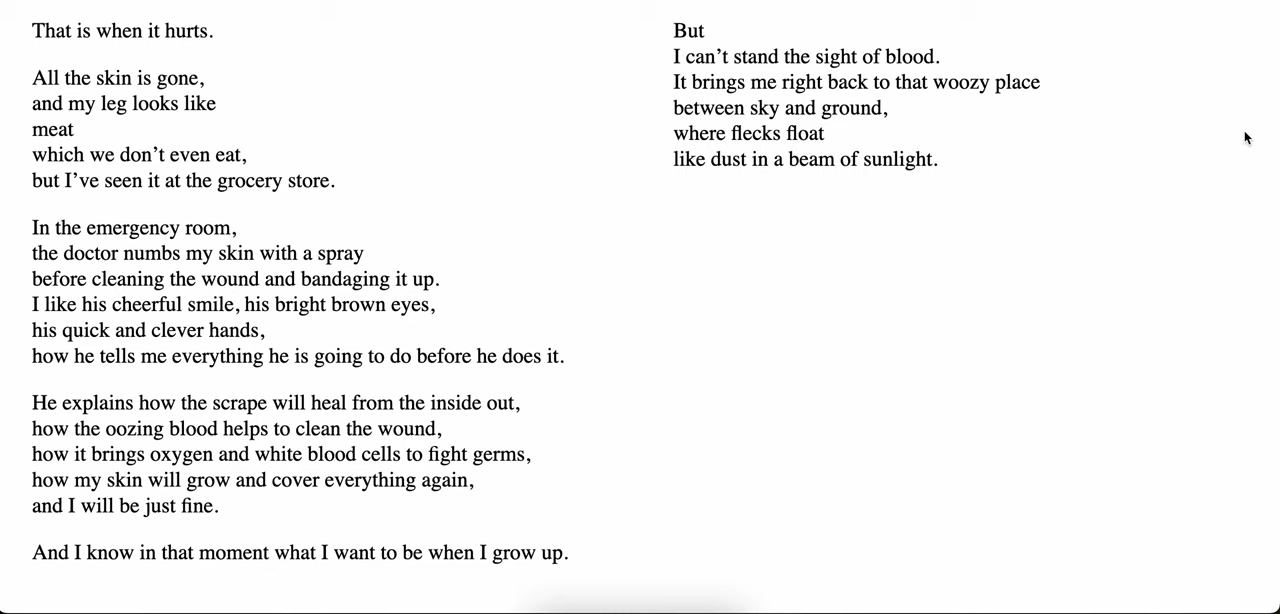 That is when it hurts.
All the skin is gone,
and my leg looks like
meat
which we don’t even eat,
but I’ve seen it at the grocery store.
In the emergency room,
the doctor numbs my skin with a spray
before cleaning the wound and bandaging it up.
I like his cheerful smile, his bright brown eyes,
his quick and clever hands,
how he tells me everything he is going to do before he does it.
He explains how the scrape will heal from the inside out,
how the oozing blood helps to clean the wound,
how it brings oxygen and white blood cells to fight germs,
how my skin will grow and cover everything again,
and I will be just fine.
And I know in that moment what I want to be when I grow up.
But
I can’t stand the sight of blood.
It brings me right back to that woozy place
between sky and ground,
where flecks float
like dust in a beam of sunlight.